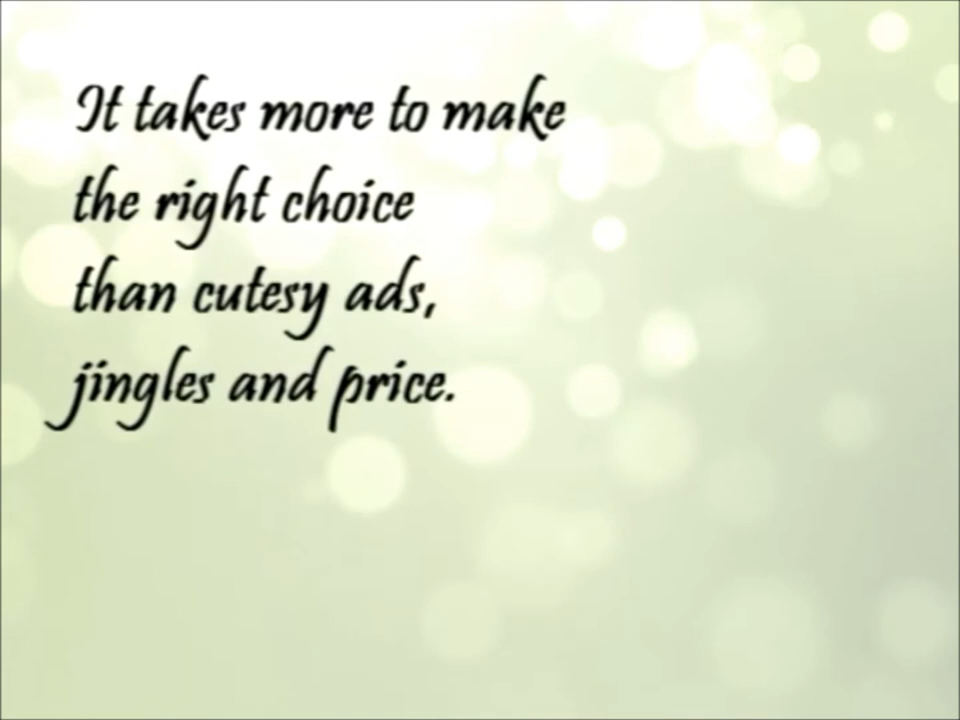 It takes more to make
the right choice
than cutesy ads,
jingles and price.